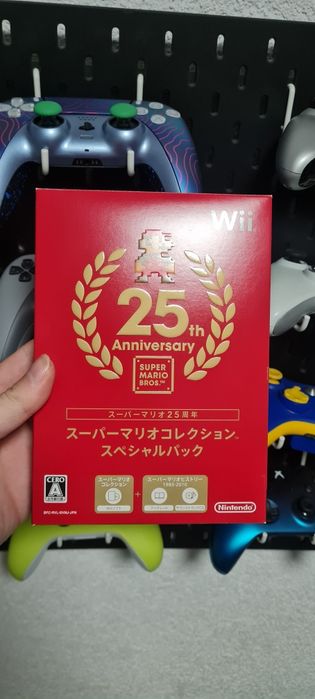 Wii
25th
Anniversary
SUPER
MARIO
BROS.™
スーパーマリオ25周年
スーパーマリオコレクション™
スペシャルパック
CERO
A
スーパーマリオ
コレクション
+
スーパーマリオヒストリー
1985-2010
Nintendo